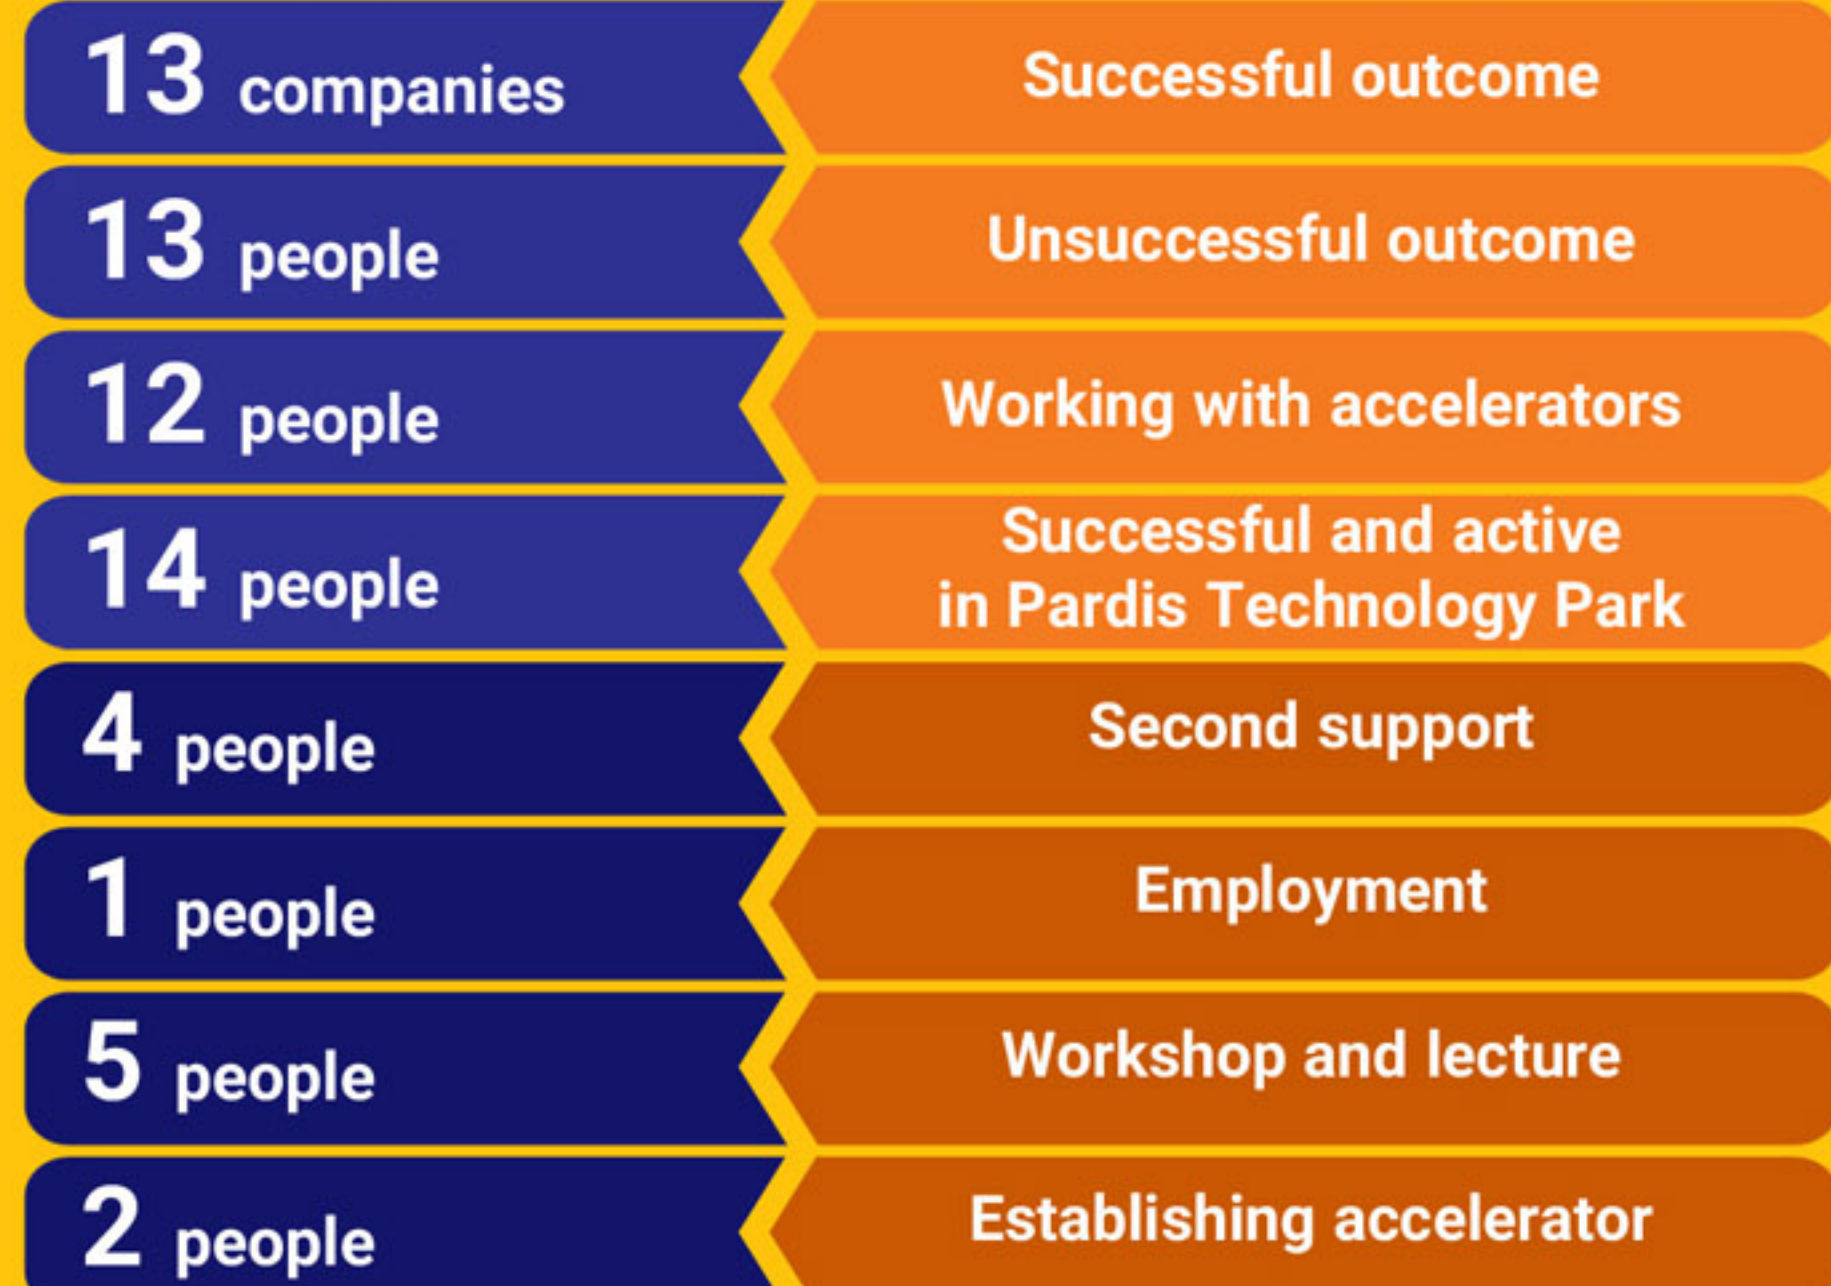 13 companies Successful outcome
13 people Unsuccessful outcome
12 people Working with accelerators
14 people Successful and active
in Pardis Technology Park
4 people Second support
1 people Employment
5 people Workshop and lecture
2 people Establishing accelerator